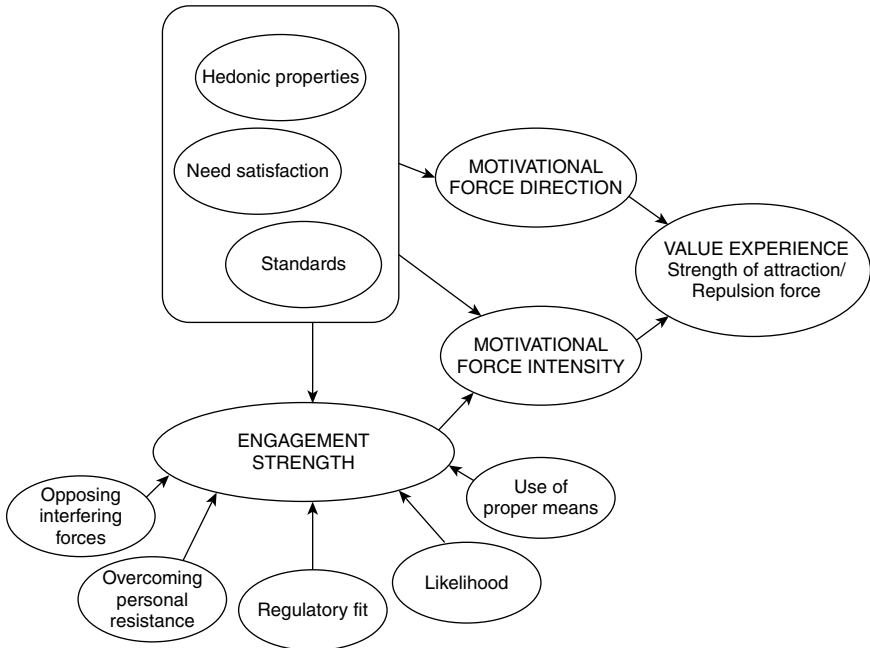 Hedonic properties
Need satisfaction
Standards
MOTIVATIONAL
FORCE DIRECTION
VALUE EXPERIENCE
Strength of attraction/
Repulsion force
MOTIVATIONAL
FORCE INTENSITY
ENGAGEMENT
STRENGTH
Opposing
interfering
forces
Overcoming
personal
resistance
Regulatory fit
Likelihood
Use of
proper means